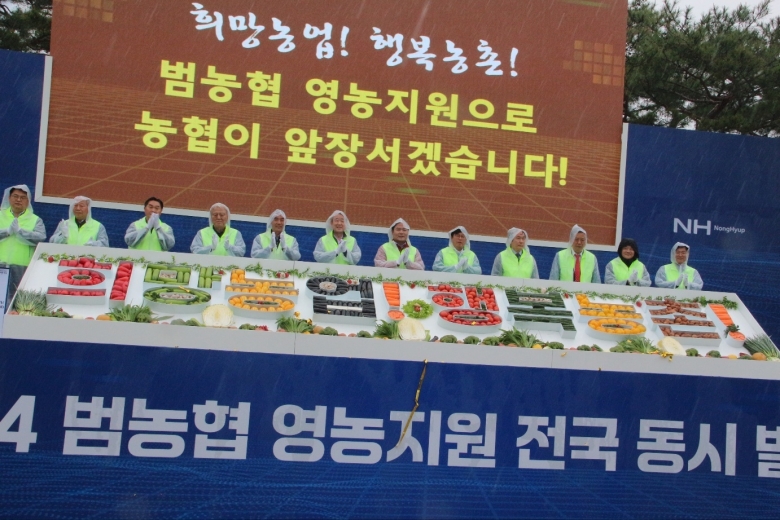 희망농업! 행복농촌!
범농협 영농지원으로
농협이 앞장서겠습니다!
NH NongHyup
4 범농협 영농지원 전국 동시 발